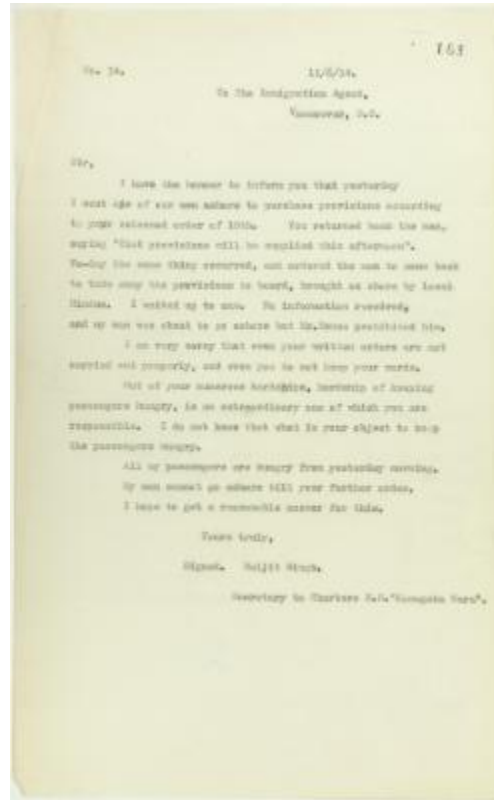 163
No. 34. 11/6/14.
To The Immigration Agent,
Vancouver, B.C.
Sir,
I have the honour to inform you that yesterday
I sent one of our men ashore to purchase provisions according
to your esteemed order of 10th. You returned back the man,
saying "that provisions will be supplied this afternoon".
To-day the same thing occurred, and ordered the man to come back
to take away the provisions to board, brought on shore by local
Hindus. I waited up to now. No information received,
and my man was about to go ashore but Mr. prohibited him.
I am very sorry that even your written orders are not
carried out properly, and even you do not keep your words.
Out of your numerous hardships, hardship of keeping
passengers hungry, is an extraordinary one of which you are
responsible. I do not know that what is your object to keep
the passengers hungry.
All my passengers are hungry from yesterday morning.
My men cannot go ashore till your further orders.
I hope to get a reasonable answer for this.
Yours truly,
Signed. Daljit Singh.
Secretary to Charters S.S."Komagata Maru".